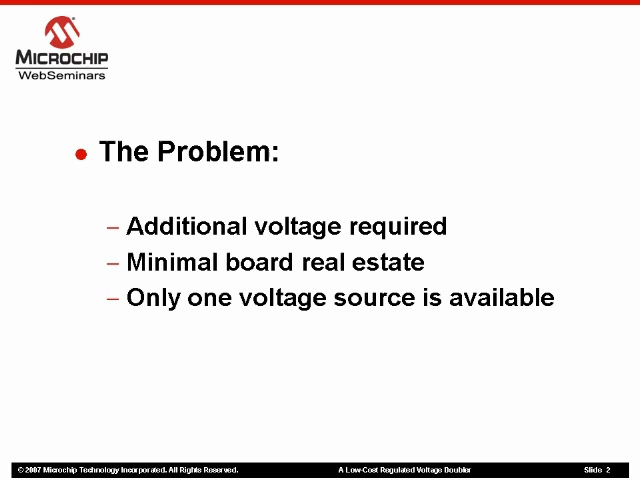 MICROCHIP
WebSeminars
• The Problem:
– Additional voltage required
– Minimal board real estate
– Only one voltage source is available
© 2007 Microchip Technology Incorporated. All Rights Reserved. A Low-Cost Regulated Voltage Doubler Slide 2